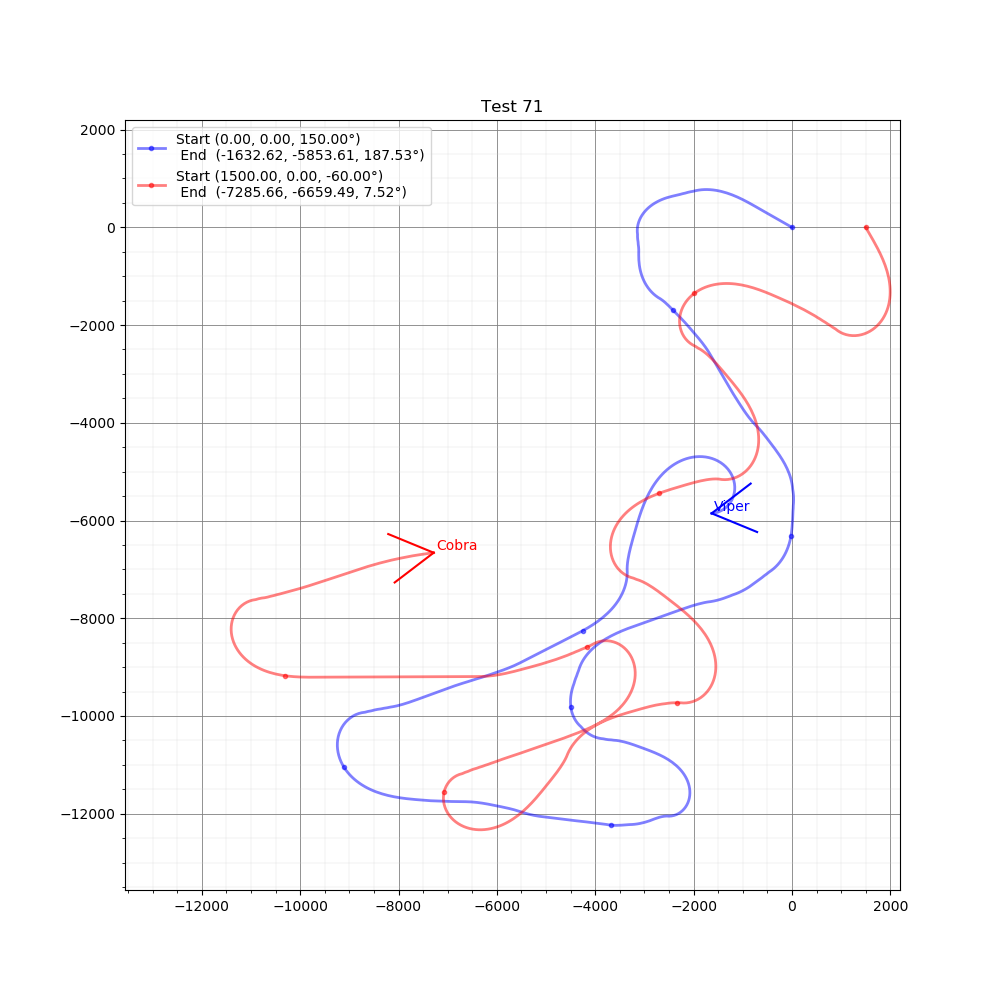 Test 71
Start (0.00, 0.00, 150.00°)
End (-1632.62, -5853.61, 187.53°)
Start (1500.00, 0.00, -60.00°)
End (-7285.66, -6659.49, 7.52°)
2000
0
−2000
−4000
−6000
−8000
−10000
−12000
Viper
Cobra
−12000 −10000 −8000 −6000 −4000 −2000 0 2000